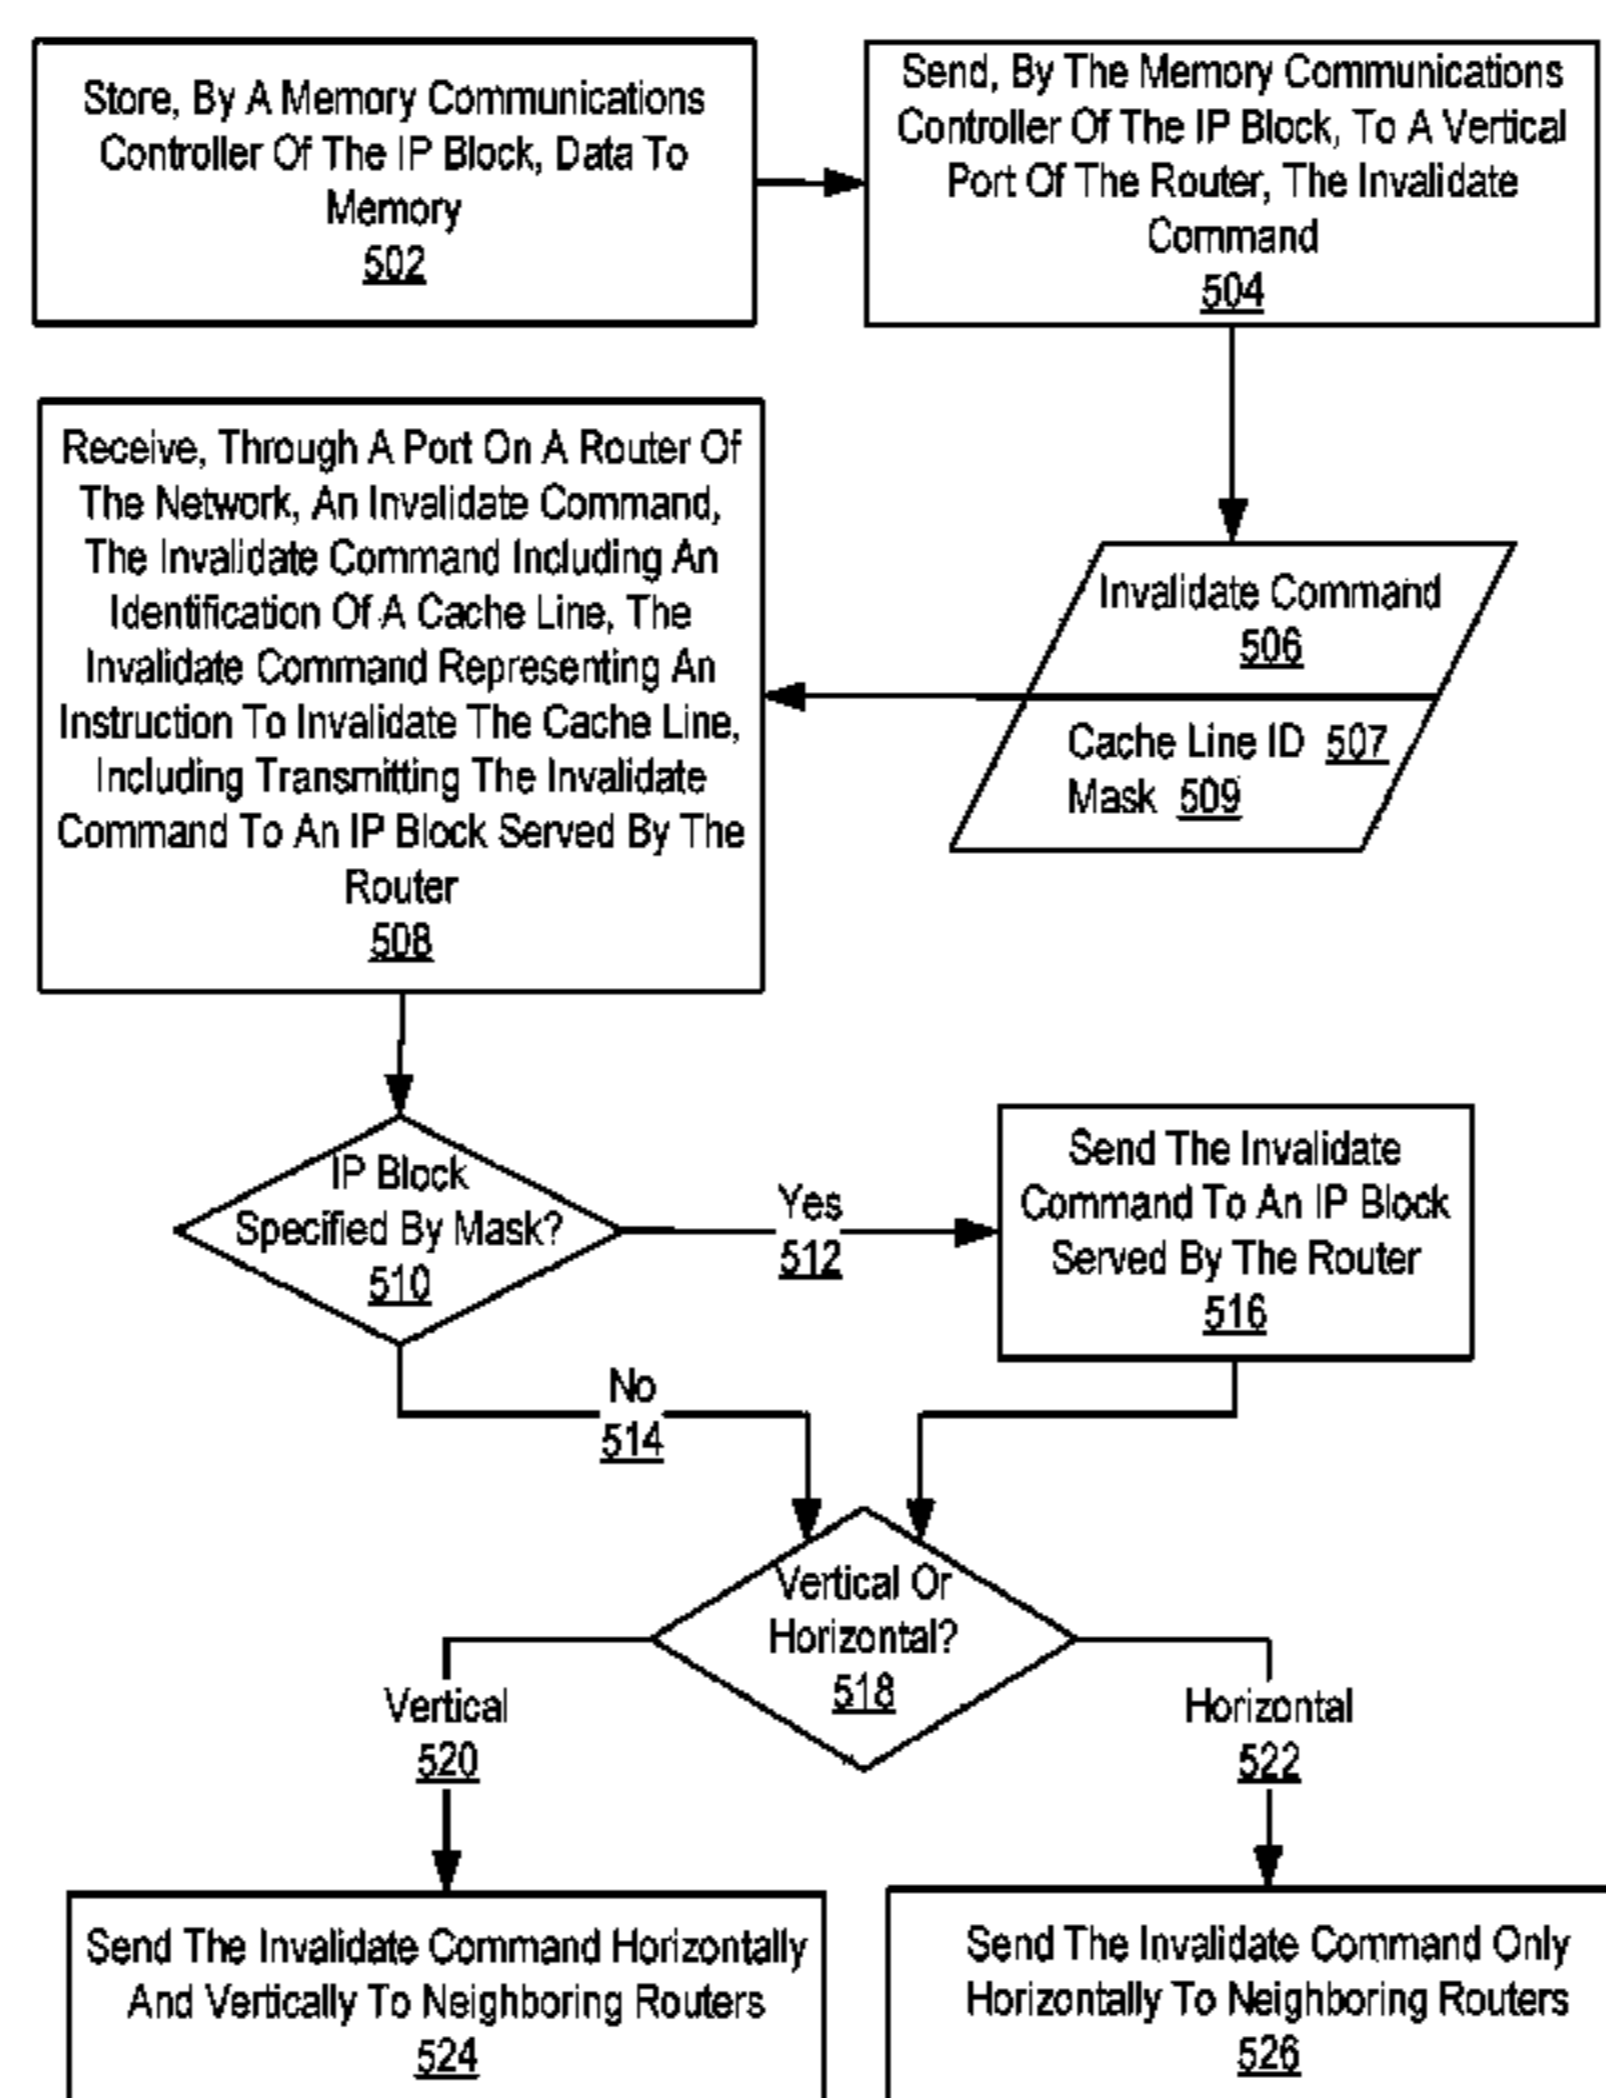 Store, By A Memory Communications
Controller Of The IP Block, Data To
Memory
502
Send, By The Memory Communications
Controller Of The IP Block, To A Vertical
Port Of The Router, The Invalidate
Command
504
Invalidate Command
506
Cache Line ID 507
Mask 509
Receive, Through A Port On A Router Of
The Network, An Invalidate Command,
The Invalidate Command Including An
Identification Of A Cache Line, The
Invalidate Command Representing An
Instruction To Invalidate The Cache Line,
Including Transmitting The Invalidate
Command To An IP Block Served By The
Router
508
IP Block
Specified By Mask?
510
Yes
512
Send The Invalidate
Command To An IP Block
Served By The Router
516
No
514
Vertical Or
Horizontal?
518
Vertical
520
Horizontal
522
Send The Invalidate Command Horizontally
And Vertically To Neighboring Routers
524
Send The Invalidate Command Only
Horizontally To Neighboring Routers
526